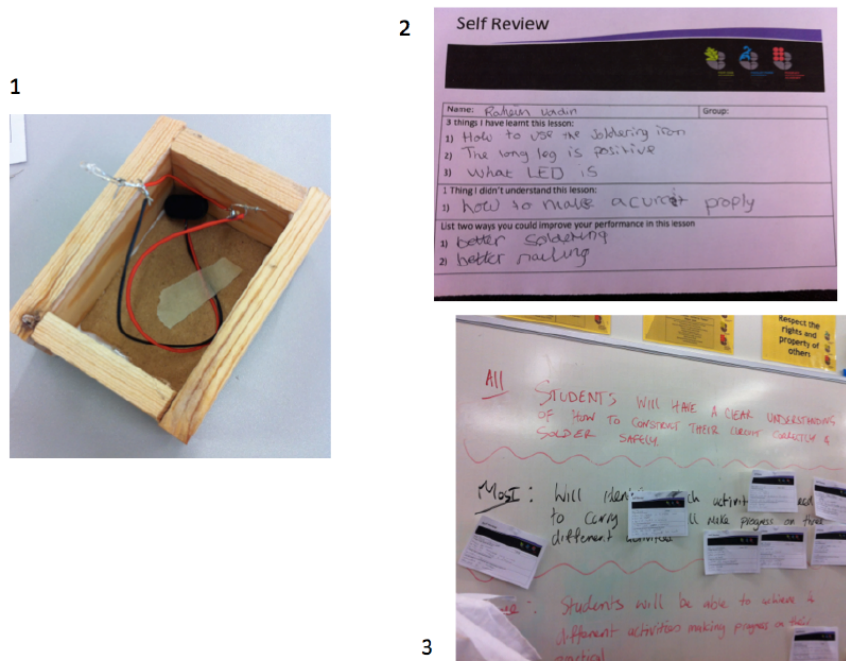 1
2
Self Review
Name:
Group:
3 things I have learnt this lesson:
1) How to use the soldering iron
2) The long leg is positive
3) What LED is
1 Thing I didn't understand this lesson:
1) how to make a proply
List two ways you could improve your performance in this lesson
1) better soldering
2) better nailing
3
Respect the
rights and
property of
others
All
STUDENTS WILL HAVE A CLEAR UNDERSTANDING
OF HOW TO CONSTRUCT THEIR CIRCUIT CORRECTLY &
SOLDER SAFELY.
Most: Will activit
to carry ll make progress on three
different
Students will be able to achieve 4
different activities making progress on their
practical